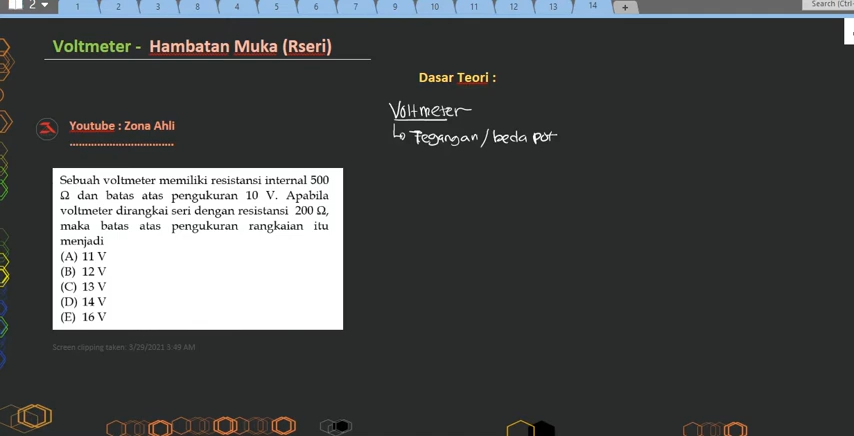 2
1 2 3 8 4 5 6 7 9 10 11 12 13 14 +
Search (Ctrl+
Voltmeter - Hambatan Muka (Rseri)
Dasar Teori :
Voltmeter
↳ Tegangan / beda pot
Youtube : Zona Ahli
Sebuah voltmeter memiliki resistansi internal 500
Ω dan batas atas pengukuran 10 V. Apabila
voltmeter dirangkai seri dengan resistansi 200 Ω,
maka batas atas pengukuran rangkaian itu
menjadi
(A) 11 V
(B) 12 V
(C) 13 V
(D) 14 V
(E) 16 V
Screen clipping taken: 3/29/2021 3:49 AM